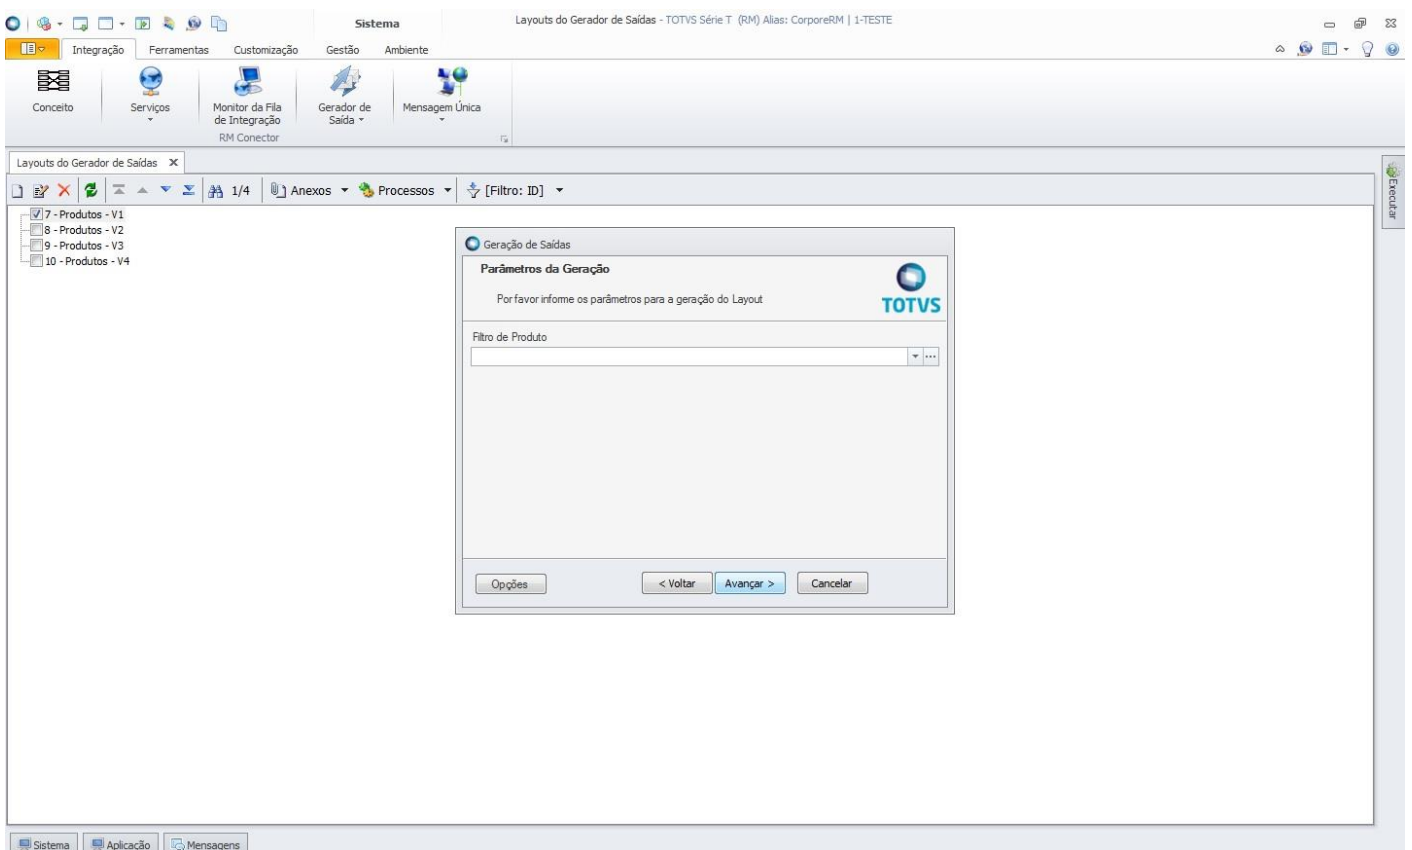 Sistema
Layouts do Gerador de Saídas - TOTVS Série T (RM) Alias: CorporeRM | 1-TESTE
Integração
Ferramentas
Customização
Gestão
Ambiente
Conceito
Serviços
Monitor da Fila
de Integração
Gerador de
Saída
Mensagem Única
RM Conector
Layouts do Gerador de Saídas X
1/4
Anexos
Processos
[Filtro: ID]
Executar
7 - Produtos - V1
8 - Produtos - V2
9 - Produtos - V3
10 - Produtos - V4
Geração de Saídas
Parâmetros da Geração
Por favor informe os parâmetros para a geração do Layout
TOTVS
Filtro de Produto
Opções
< Voltar
Avançar >
Cancelar
Sistema
Aplicação
Mensagens